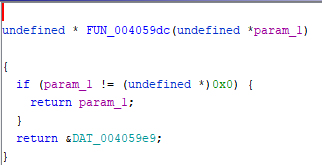 undefined * FUN_004059dc(undefined *param_1)
{
if (param_1 != (undefined *)0x0) {
return param_1;
}
return &DAT_004059e9;
}